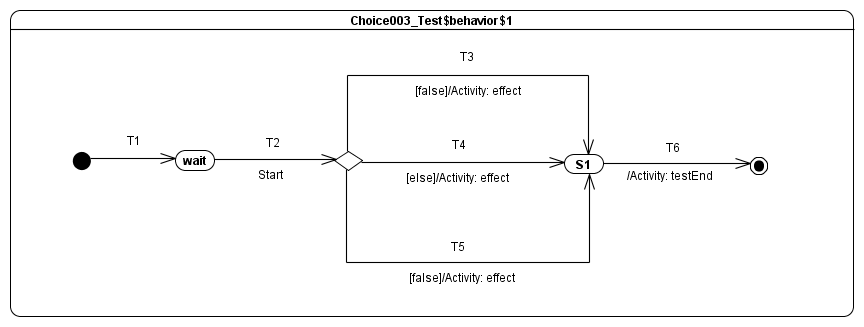 Choice003_Test$behavior$1
T3
[false]/Activity: effect
T1
T2
T4
T6
wait
S1
Start
[else]/Activity: effect
/Activity: testEnd
T5
[false]/Activity: effect